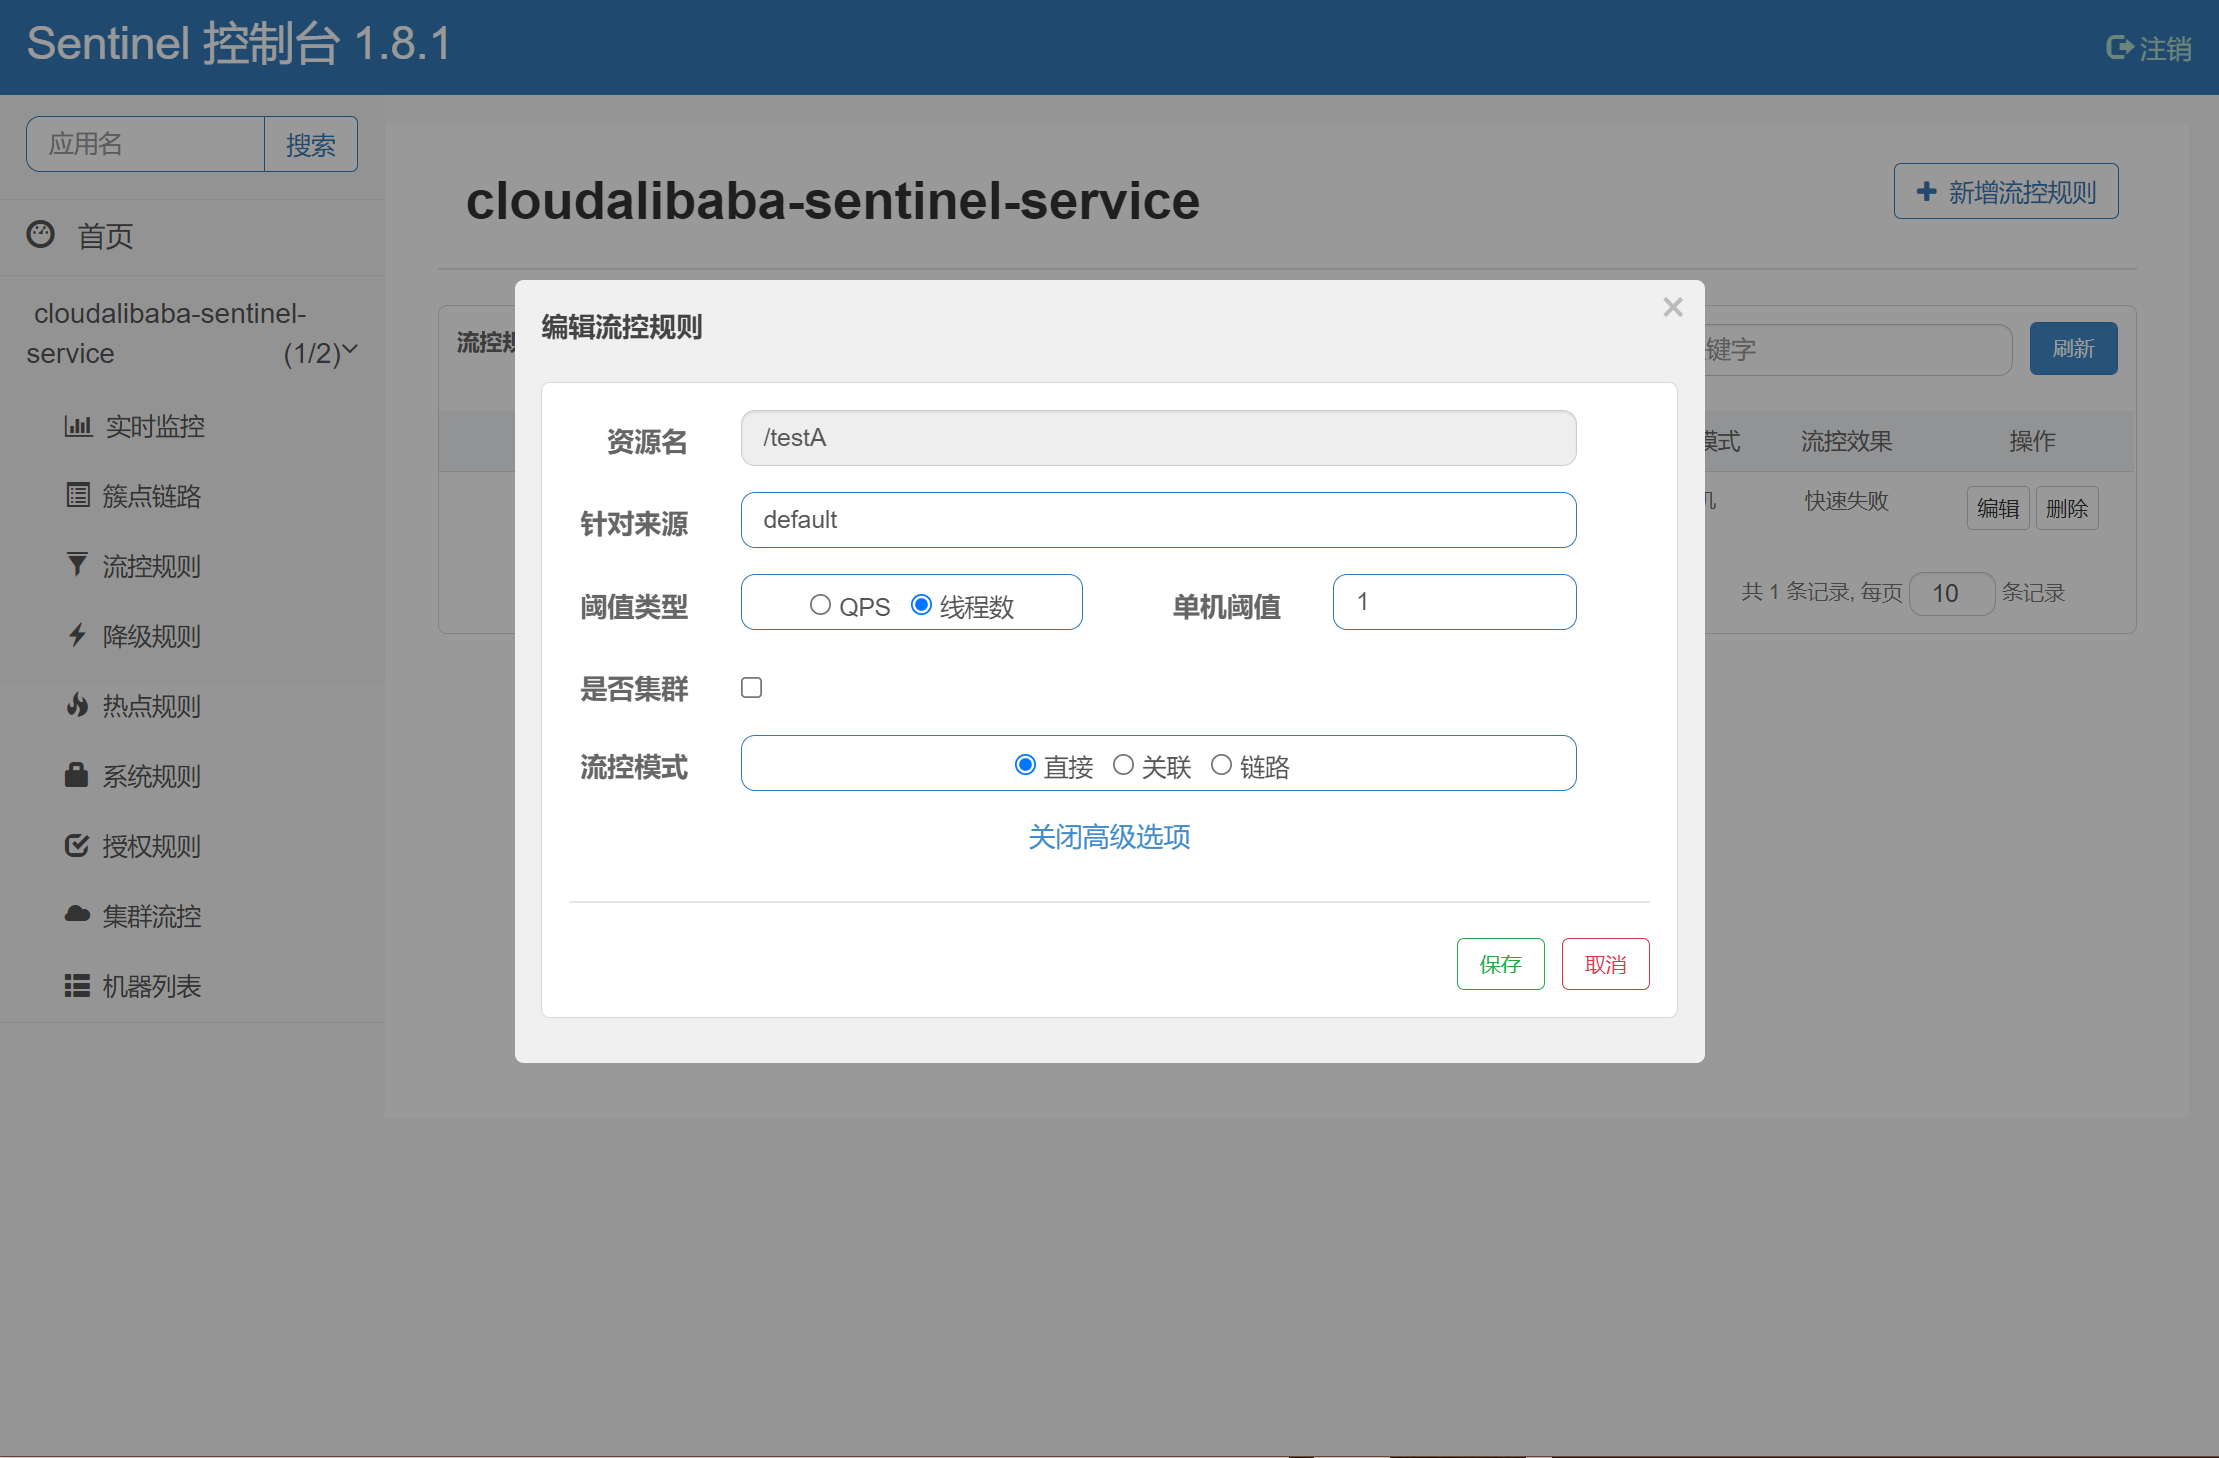 Sentinel 控制台 1.8.1
注销
应用名
搜索
首页
cloudalibaba-sentinel-
service (1/2)
实时监控
簇点链路
流控规则
降级规则
热点规则
系统规则
授权规则
集群流控
机器列表
cloudalibaba-sentinel-service
新增流控规则
流控
键字
刷新
模式 流控效果 操作
快速失败 编辑 删除
共 1 条记录, 每页 10 条记录
编辑流控规则
×
资源名 /testA
针对来源 default
阈值类型 QPS 线程数 单机阈值 1
是否集群
流控模式 直接 关联 链路
关闭高级选项
保存 取消